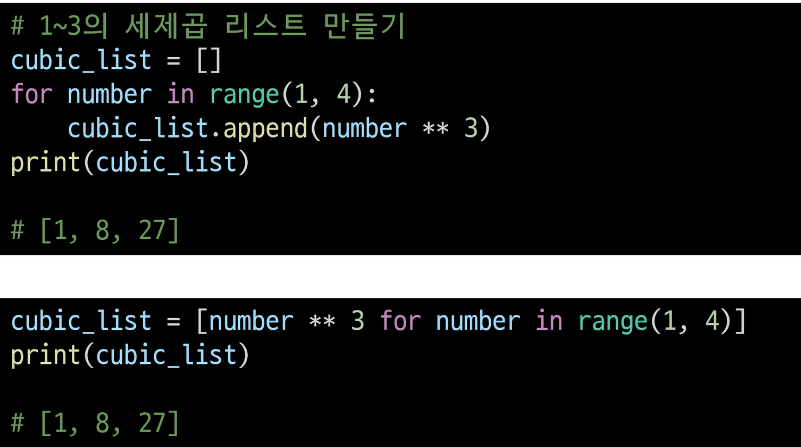 # 1~3의 세제곱 리스트 만들기
cubic_list = []
for number in range(1, 4):
    cubic_list.append(number ** 3)
print(cubic_list)
# [1, 8, 27]
cubic_list = [number ** 3 for number in range(1, 4)]
print(cubic_list)
# [1, 8, 27]